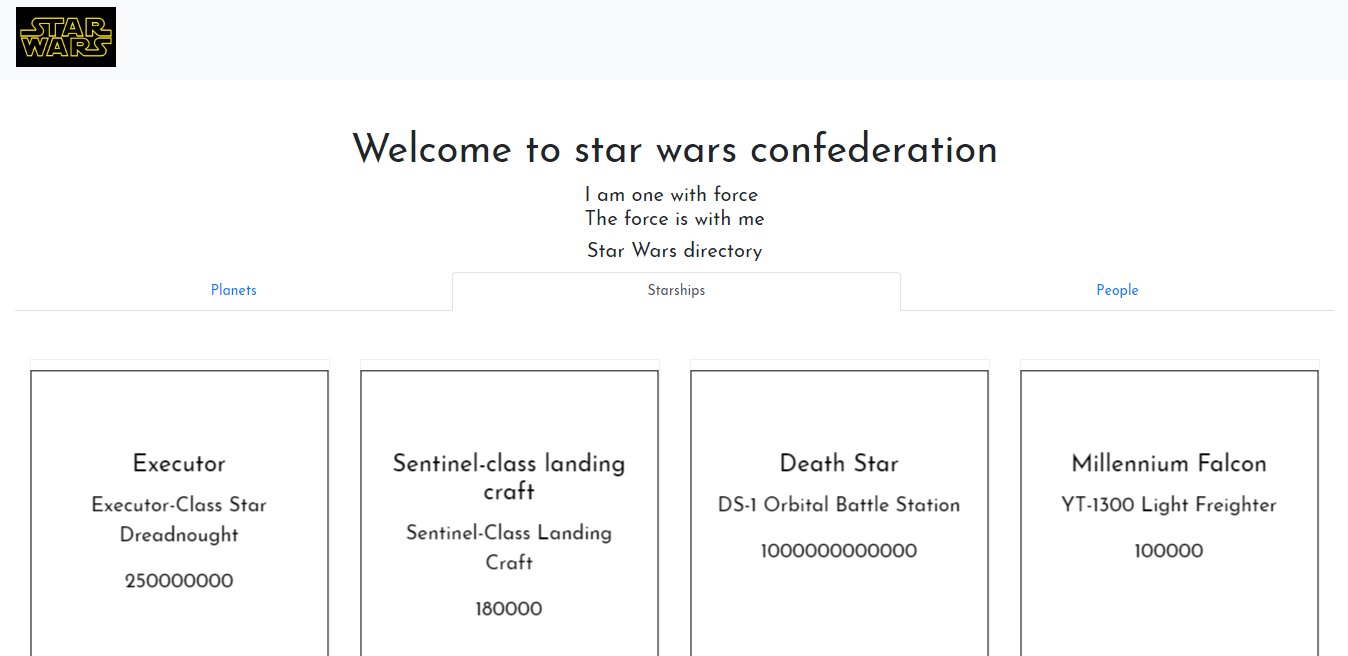 STAR
WARS
Welcome to star wars confederation
I am one with force
The force is with me
Star Wars directory
Planets
Starships
People
Executor
Executor-Class Star
Dreadnought
250000000
Sentinel-class landing
craft
Sentinel-Class Landing
Craft
180000
Death Star
DS-1 Orbital Battle Station
1000000000000
Millennium Falcon
YT-1300 Light Freighter
100000